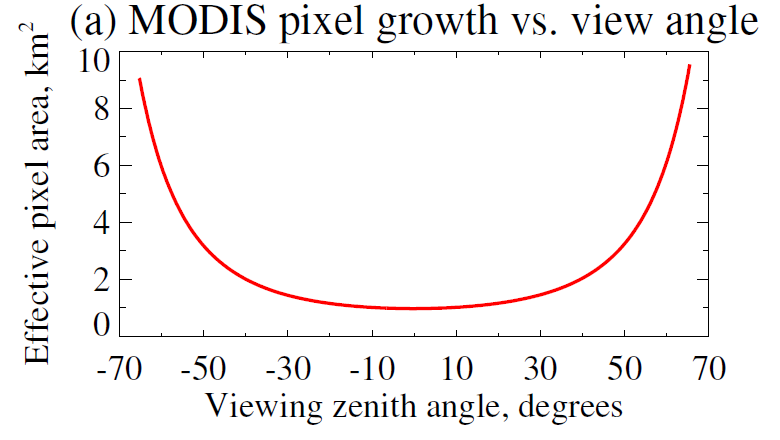 (a) MODIS pixel growth vs. view angle
Effective pixel area, km²
10
8
6
4
2
0
-70 -50 -30 -10 10 30 50 70
Viewing zenith angle, degrees